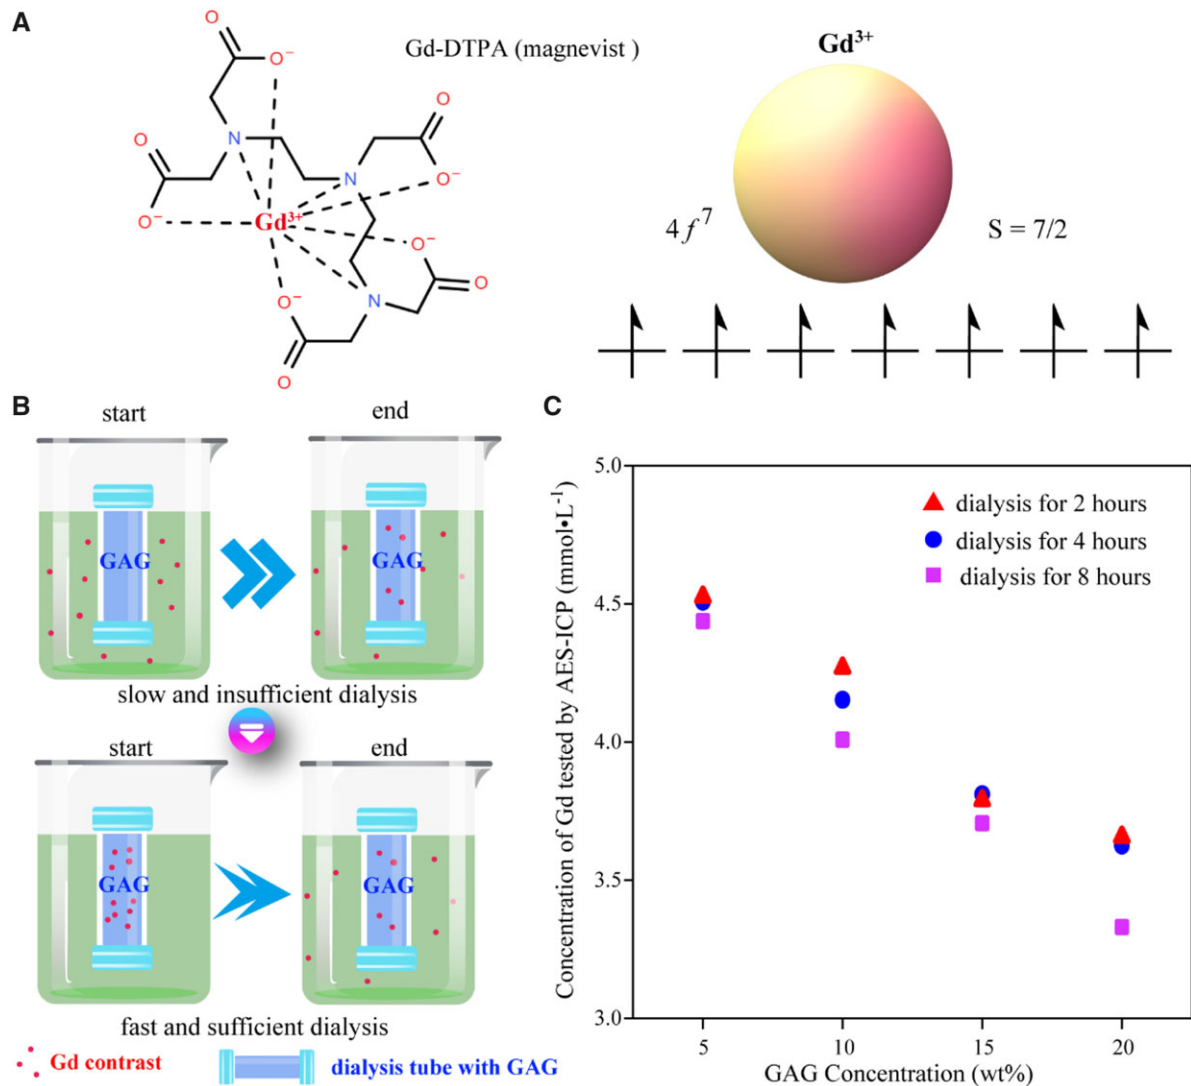 A
Gd-DTPA (magnevist )
Gd³⁺
O
O⁻
N
O
O
O⁻
N
O⁻
Gd³⁺
O⁻
O
O⁻
N
O
4f⁷
S = 7/2
B
start
end
GAG
GAG
slow and insufficient dialysis
start
end
GAG
GAG
fast and sufficient dialysis
Gd contrast
dialysis tube with GAG
C
Concentration of Gd tested by AES-ICP (mmol•L⁻¹)
5.0
4.5
4.0
3.5
3.0
dialysis for 2 hours
dialysis for 4 hours
dialysis for 8 hours
5 10 15 20
GAG Concentration (wt%)